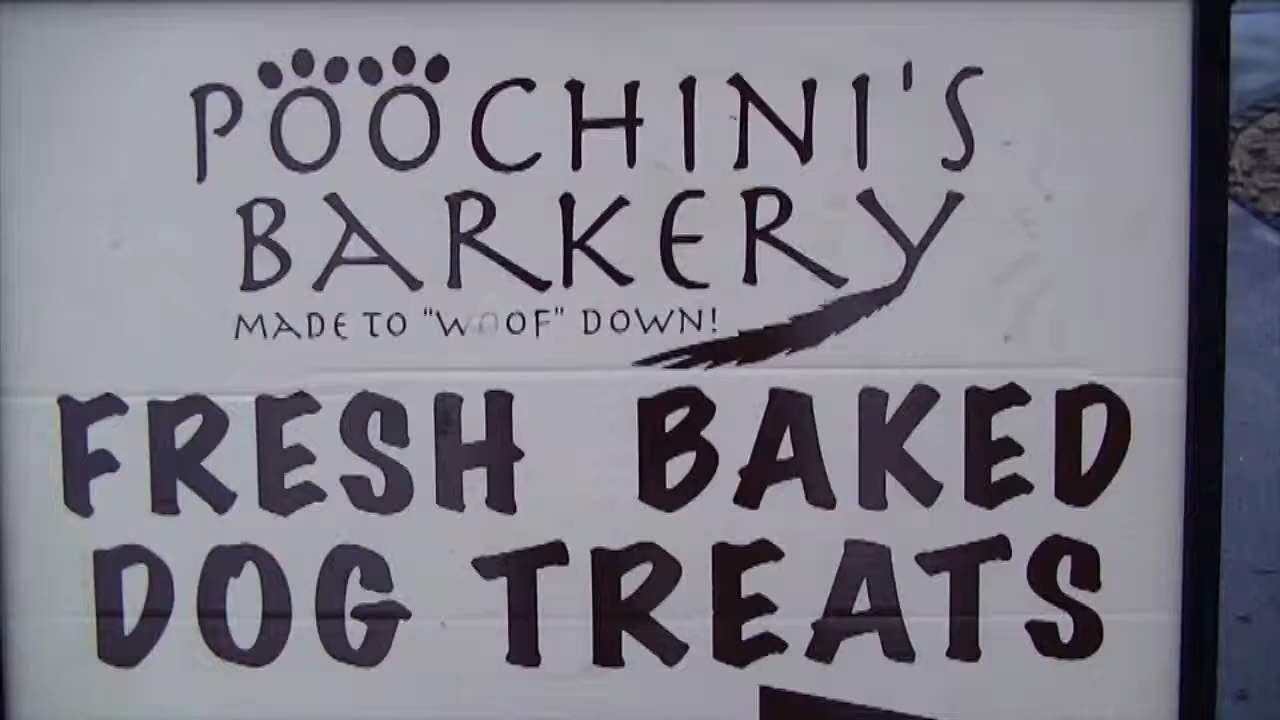 POOCHINI'S
BARKERY
MADE TO "WOOF" DOWN!
FRESH BAKED
DOG TREATS